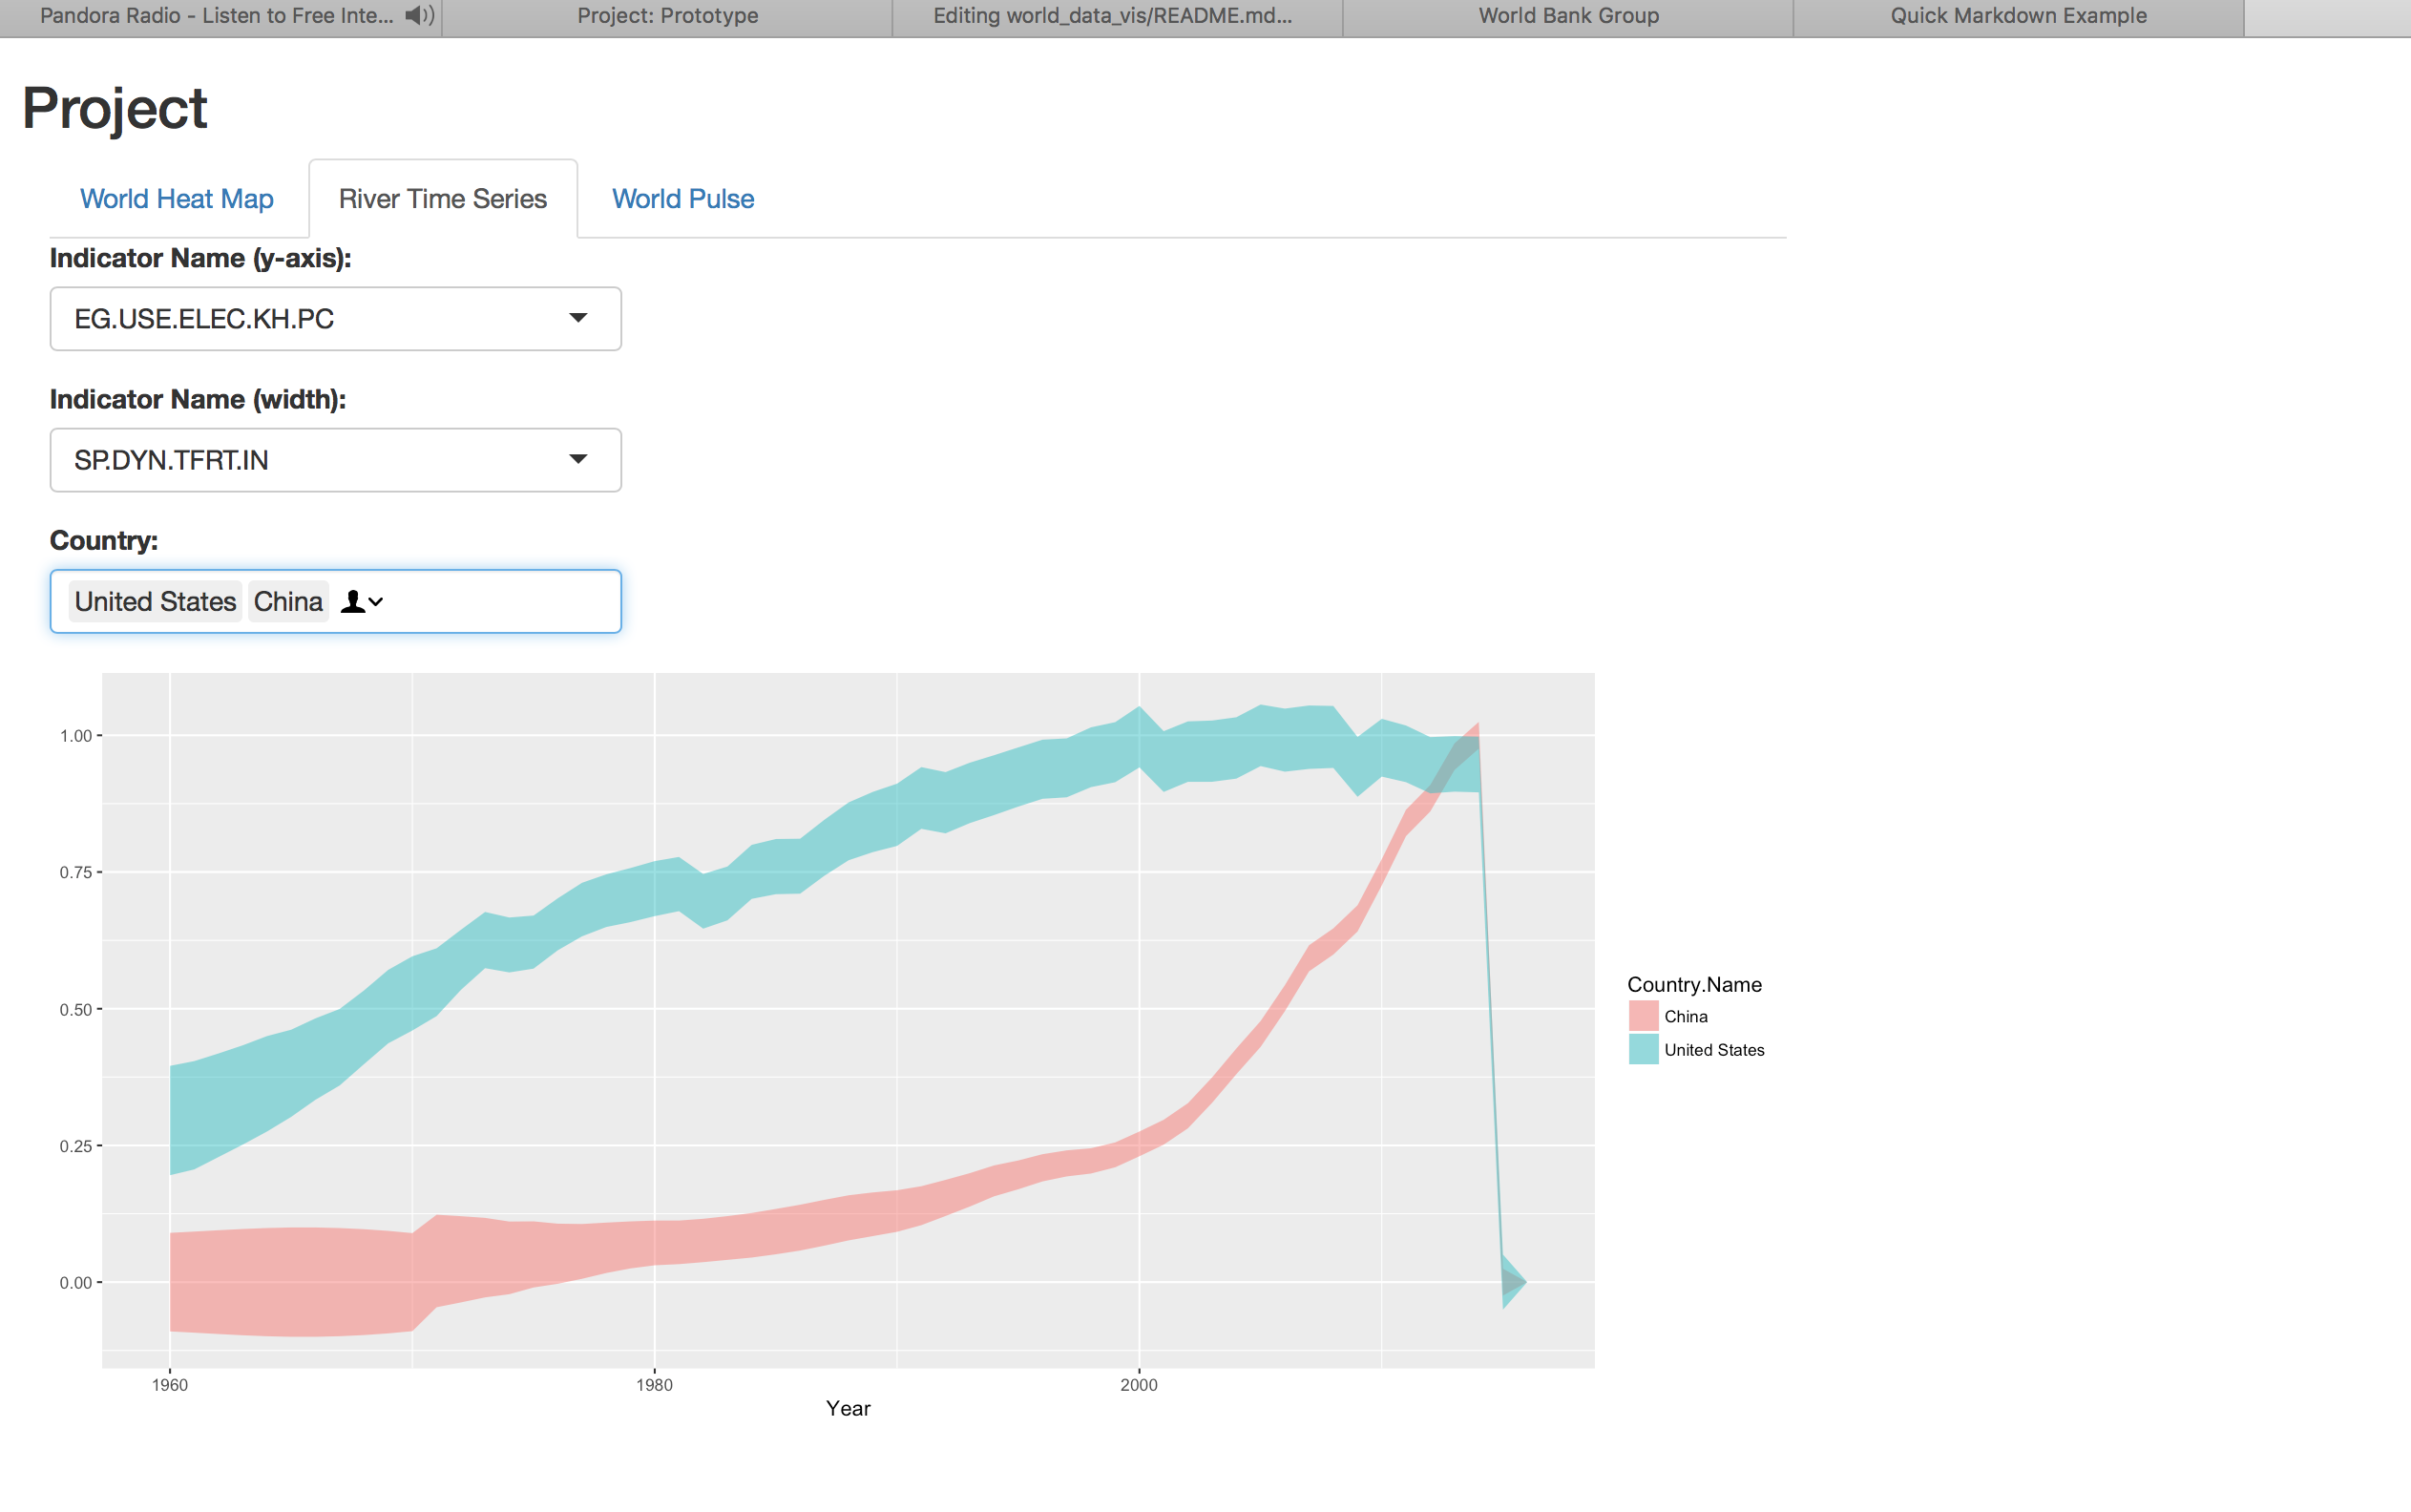 Pandora Radio - Listen to Free Inte...
Project: Prototype
Editing world_data_vis/README.md...
World Bank Group
Quick Markdown Example
Project
World Heat Map
River Time Series
World Pulse
Indicator Name (y-axis):
EG.USE.ELEC.KH.PC
Indicator Name (width):
SP.DYN.TFRT.IN
Country:
United States China
1.00
0.75
0.50
0.25
0.00
1960
1980
2000
Year
Country.Name
China
United States